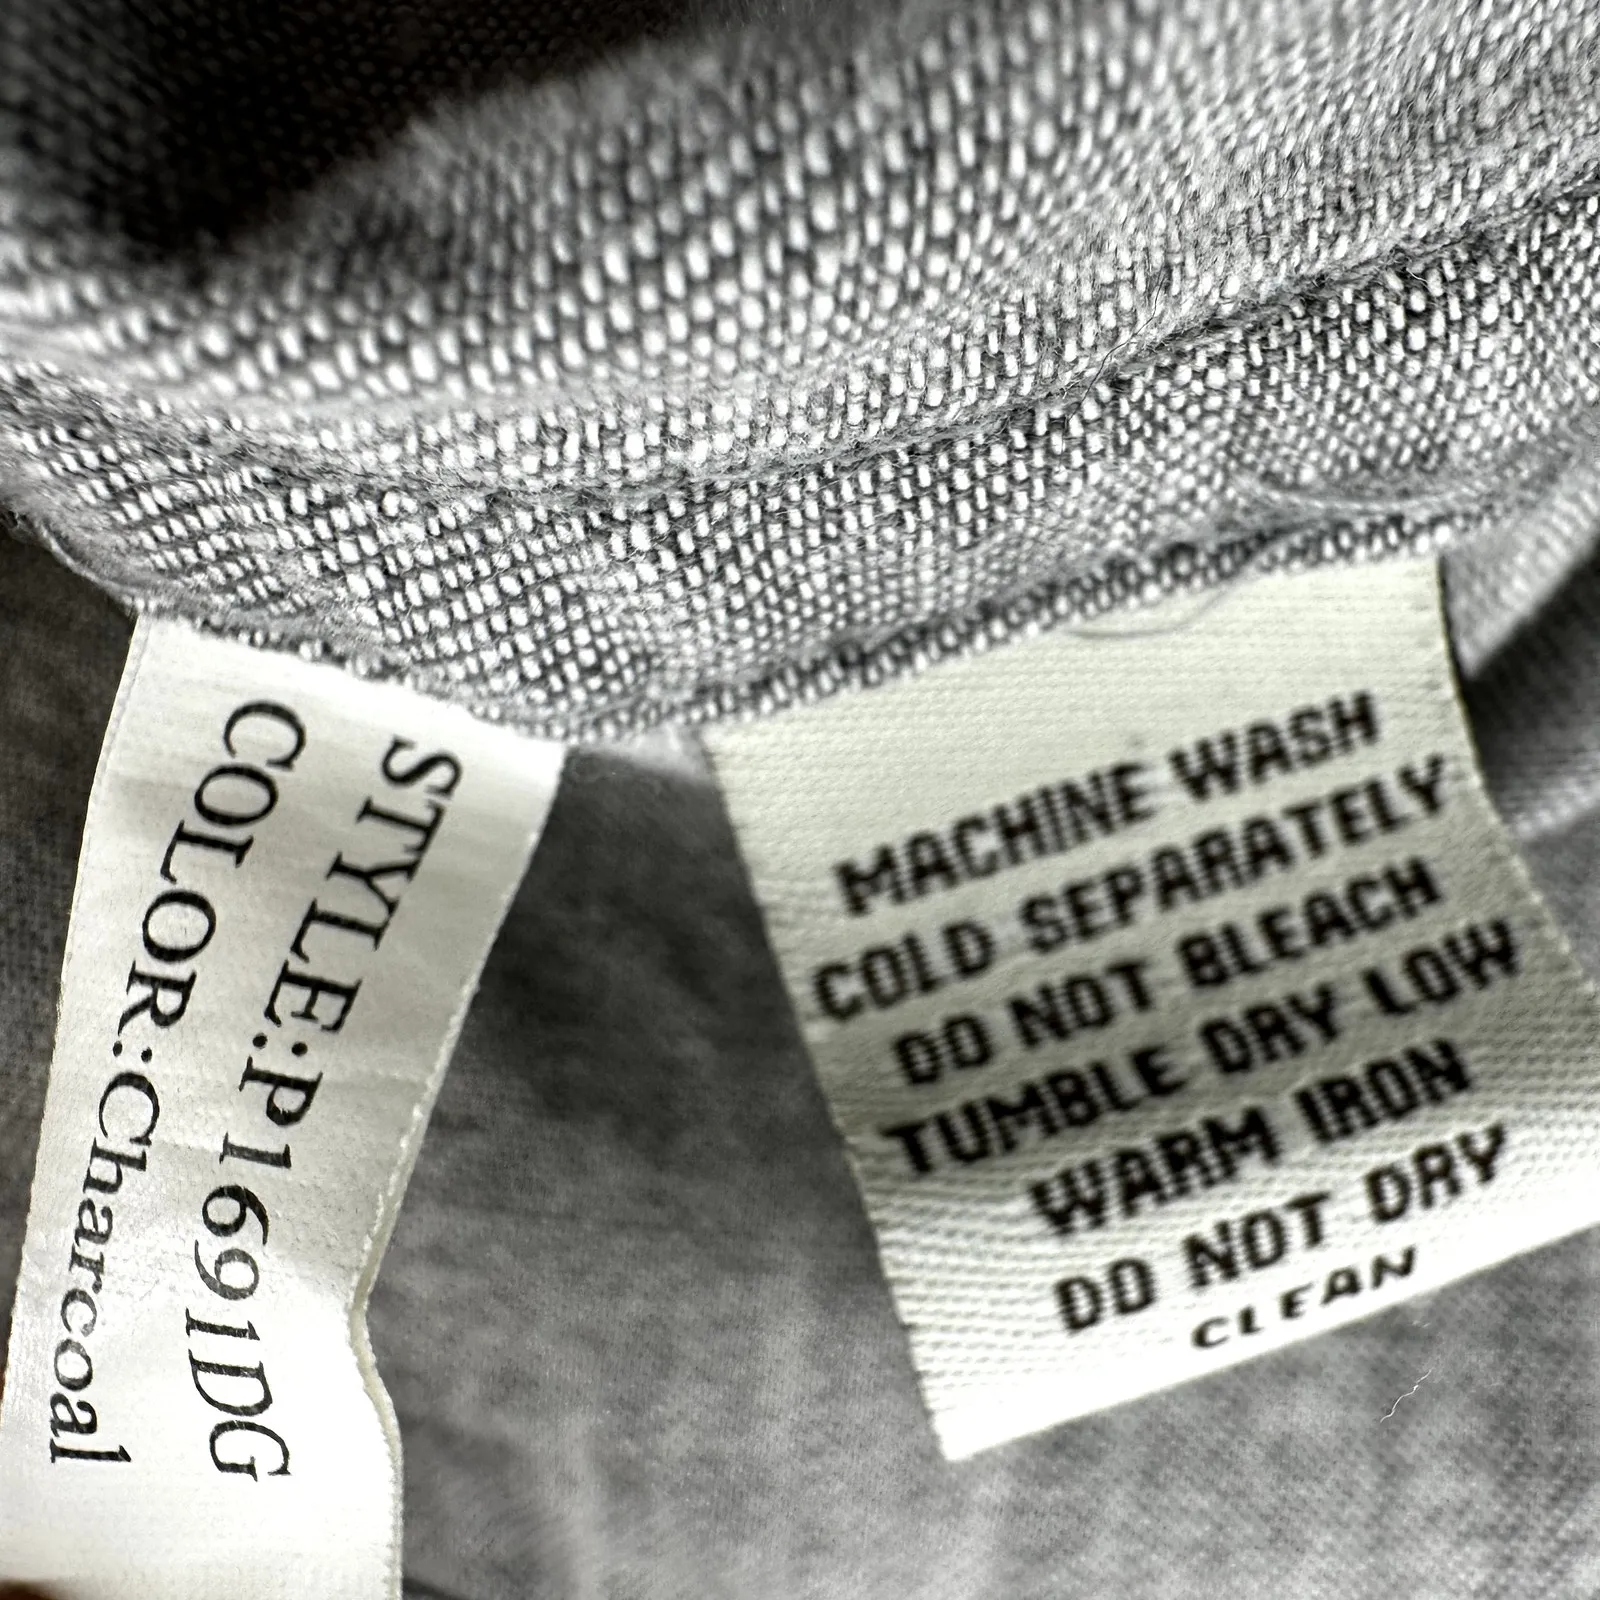 STYLE:P1691DG
COLOR:Charcoal
MACHINE WASH
COLD SEPARATELY
DO NOT BLEACH
TUMBLE DRY LOW
WARM IRON
DO NOT DRY
CLEAN